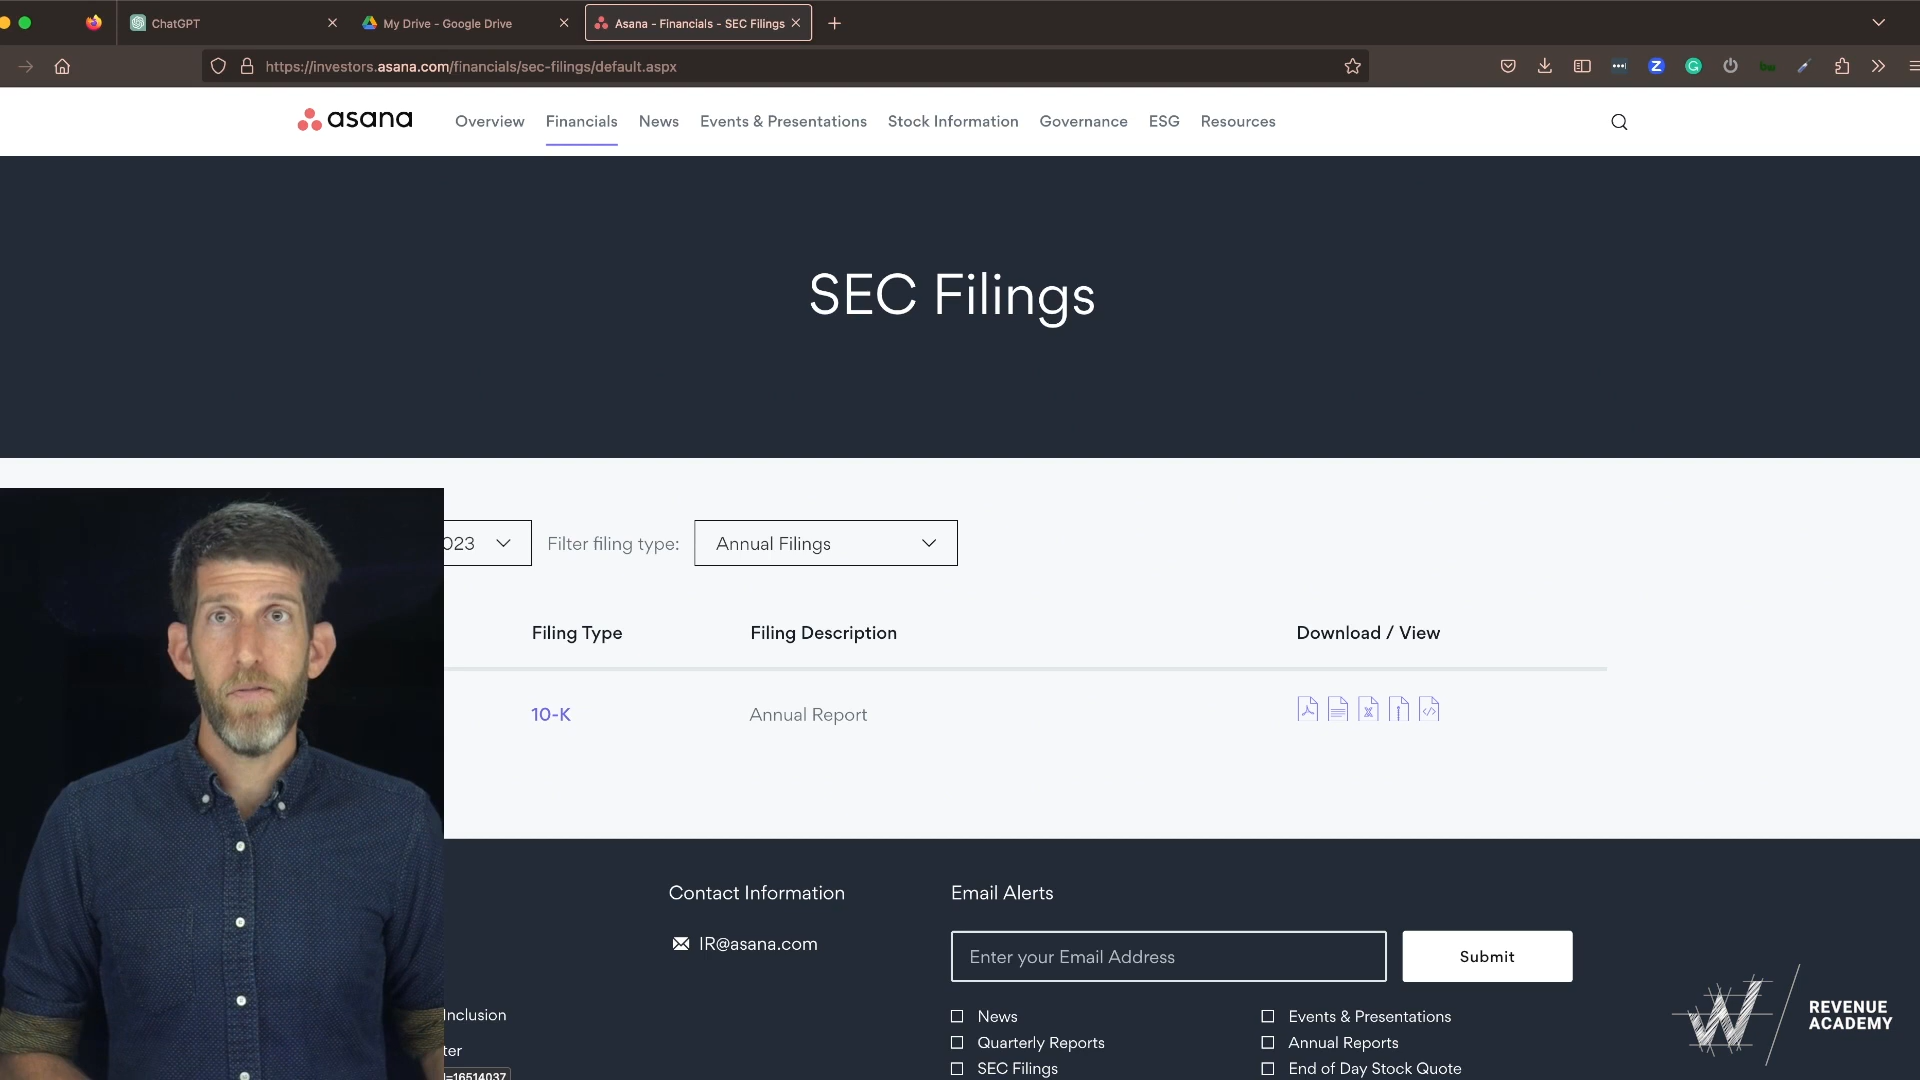 ChatGPT
My Drive - Google Drive
Asana - Financials - SEC Filings
https://investors.asana.com/financials/sec-filings/default.aspx
asana
Overview
Financials
News
Events & Presentations
Stock Information
Governance
ESG
Resources
SEC Filings
023
Filter filing type:
Annual Filings
Filing Type
Filing Description
Download / View
10-K
Annual Report
Contact Information
Email Alerts
IR@asana.com
Enter your Email Address
Submit
Inclusion
News
Events & Presentations
ter
Quarterly Reports
Annual Reports
=16514037
SEC Filings
End of Day Stock Quote
W
REVENUE
ACADEMY